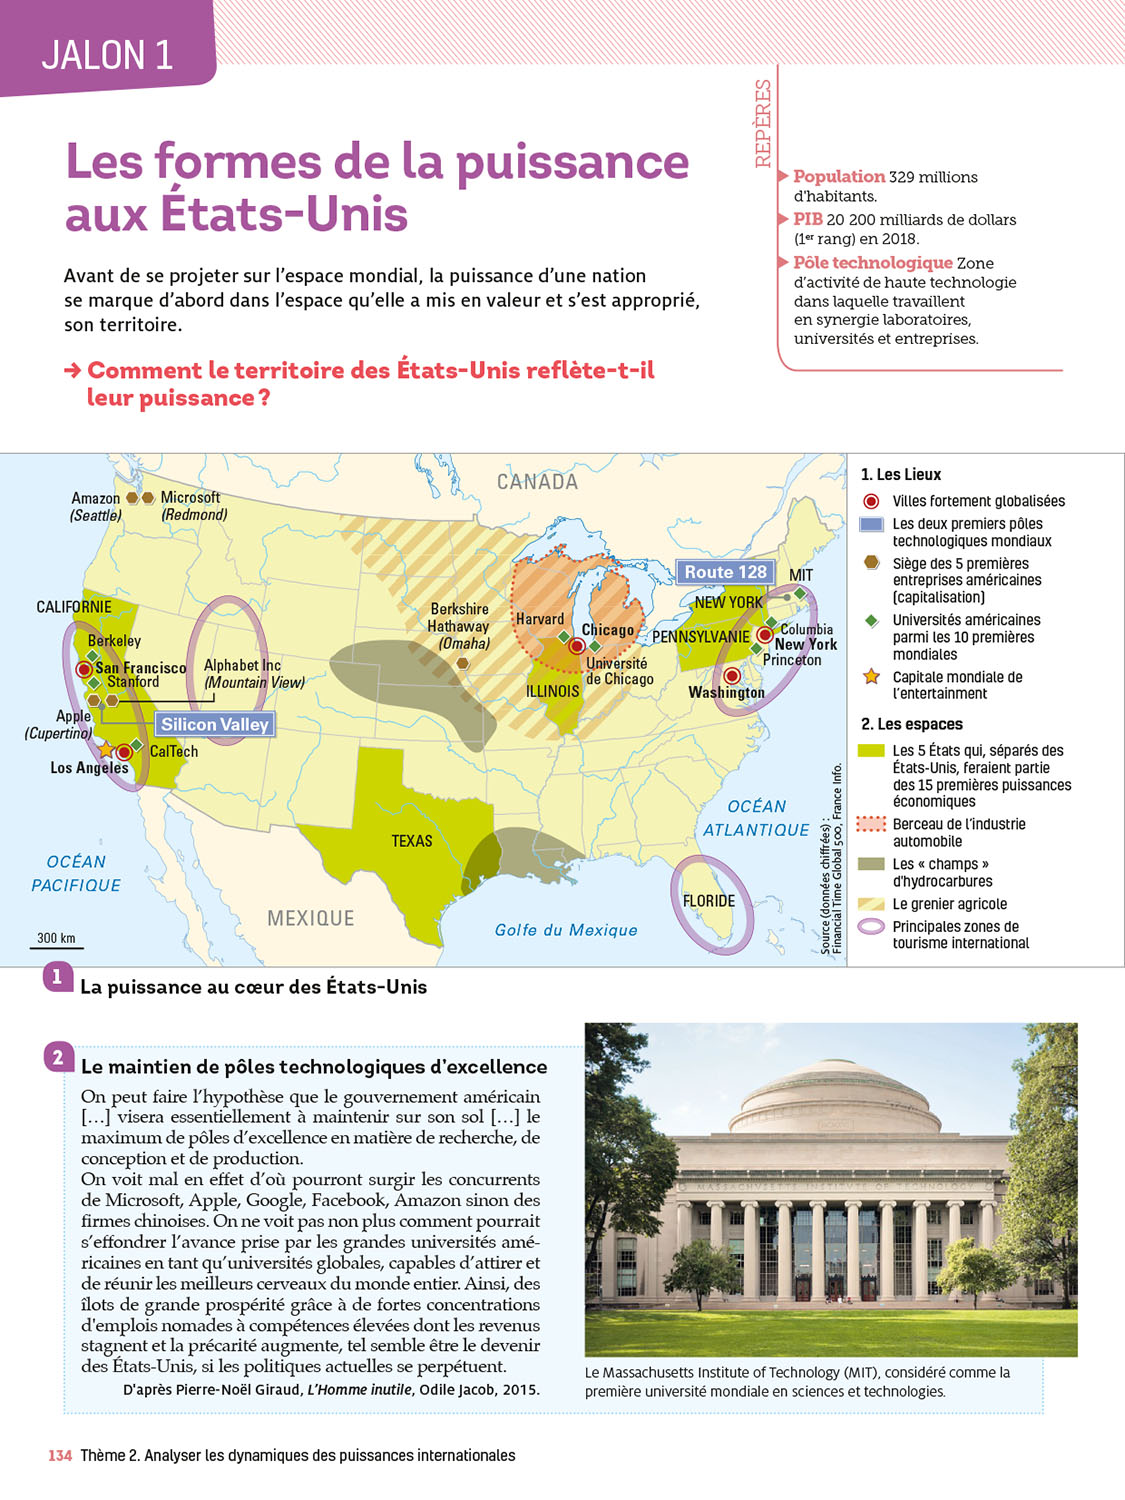 JALON 1
Les formes de la puissance
aux États-Unis
Avant de se projeter sur l'espace mondial, la puissance d'une nation
se marque d'abord dans l'espace qu'elle a mis en valeur et s'est approprié,
son territoire.
→ Comment le territoire des États-Unis reflète-t-il
leur puissance ?
REPÈRES
Population 329 millions
d'habitants.
PIB 20 200 milliards de dollars
(1er rang) en 2018.
Pôle technologique Zone
d'activité de haute technologie
dans laquelle travaillent
en synergie laboratoires,
universités et entreprises.
CANADA
Amazon
(Seattle)
Microsoft
(Redmond)
CALIFORNIE
Berkeley
San Francisco
Stanford
Alphabet Inc
(Mountain View)
Apple
(Cupertino)
Silicon Valley
CalTech
Los Angeles
Berkshire
Hathaway
(Omaha)
Harvard
Chicago
Université
de Chicago
ILLINOIS
Route 128
MIT
NEW YORK
PENNSYLVANIE
Columbia
New York
Princeton
Washington
TEXAS
FLORIDE
OCÉAN
ATLANTIQUE
OCÉAN
PACIFIQUE
MEXIQUE
Golfe du Mexique
300 km
Source (données chiffrées) :
Financial Time Global 500, France Info.
1. Les Lieux
Villes fortement globalisées
Les deux premiers pôles
technologiques mondiaux
Siège des 5 premières
entreprises américaines
(capitalisation)
Universités américaines
parmi les 10 premières
mondiales
Capitale mondiale de
l'entertainment
2. Les espaces
Les 5 États qui, séparés des
États-Unis, feraient partie
des 15 premières puissances
économiques
Berceau de l'industrie
automobile
Les « champs »
d'hydrocarbures
Le grenier agricole
Principales zones de
tourisme international
1
La puissance au cœur des États-Unis
2
Le maintien de pôles technologiques d'excellence
On peut faire l'hypothèse que le gouvernement américain
[…] visera essentiellement à maintenir sur son sol […] le
maximum de pôles d'excellence en matière de recherche, de
conception et de production.
On voit mal en effet d'où pourront surgir les concurrents
de Microsoft, Apple, Google, Facebook, Amazon sinon des
firmes chinoises. On ne voit pas non plus comment pourrait
s'effondrer l'avance prise par les grandes universités amé-
ricaines en tant qu'universités globales, capables d'attirer et
de réunir les meilleurs cerveaux du monde entier. Ainsi, des
îlots de grande prospérité grâce à de fortes concentrations
d'emplois nomades à compétences élevées dont les revenus
stagnent et la précarité augmente, tel semble être le devenir
des États-Unis, si les politiques actuelles se perpétuent.
D'après Pierre-Noël Giraud, L'Homme inutile, Odile Jacob, 2015.
MASSACHUSETTS INSTITUTE OF TECHNOLOGY
Le Massachusetts Institute of Technology (MIT), considéré comme la
première université mondiale en sciences et technologies.
134 Thème 2. Analyser les dynamiques des puissances internationales